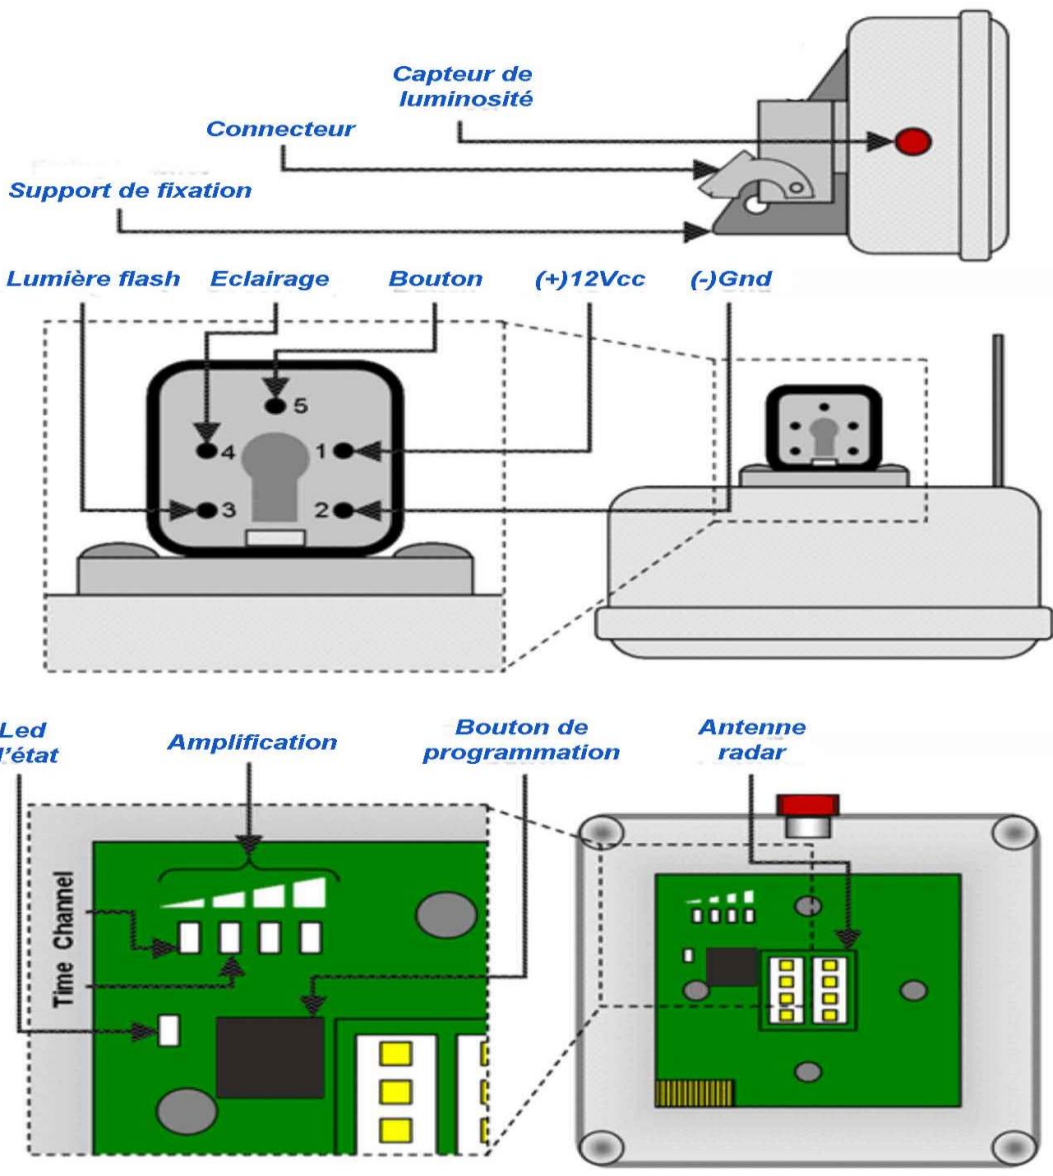 Capteur de
luminosité
Connecteur
Support de fixation
Lumière flash Eclairage Bouton (+)12Vcc (-)Gnd
5
4 1
3 2
Led
l'état
Amplification
Bouton de
programmation
Antenne
radar
Time Channel